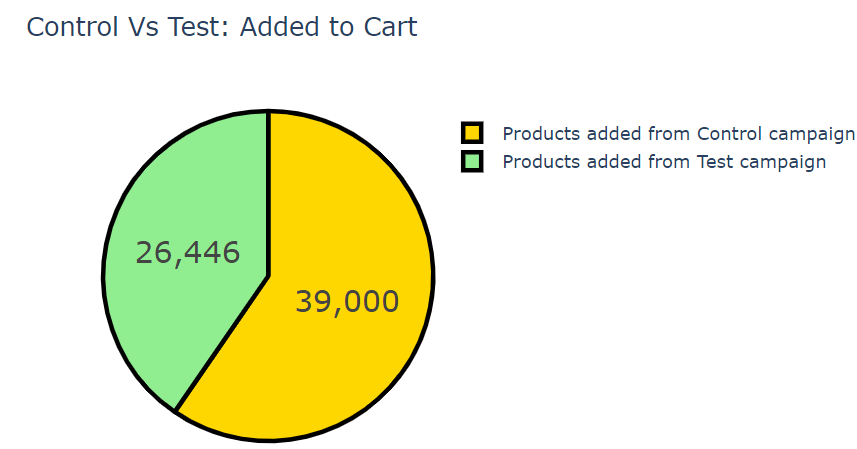 Control Vs Test: Added to Cart
Products added from Control campaign
Products added from Test campaign
26,446
39,000